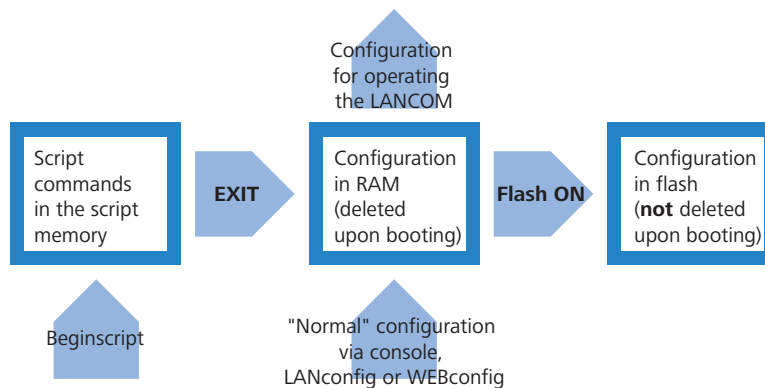 Configuration
for operating
the LANCOM
Script
commands
in the script
memory
EXIT
Configuration
in RAM
(deleted
upon booting)
Flash ON
Configuration
in flash
(not deleted
upon booting)
Beginscript
"Normal" configuration
via console,
LANconfig or WEBconfig